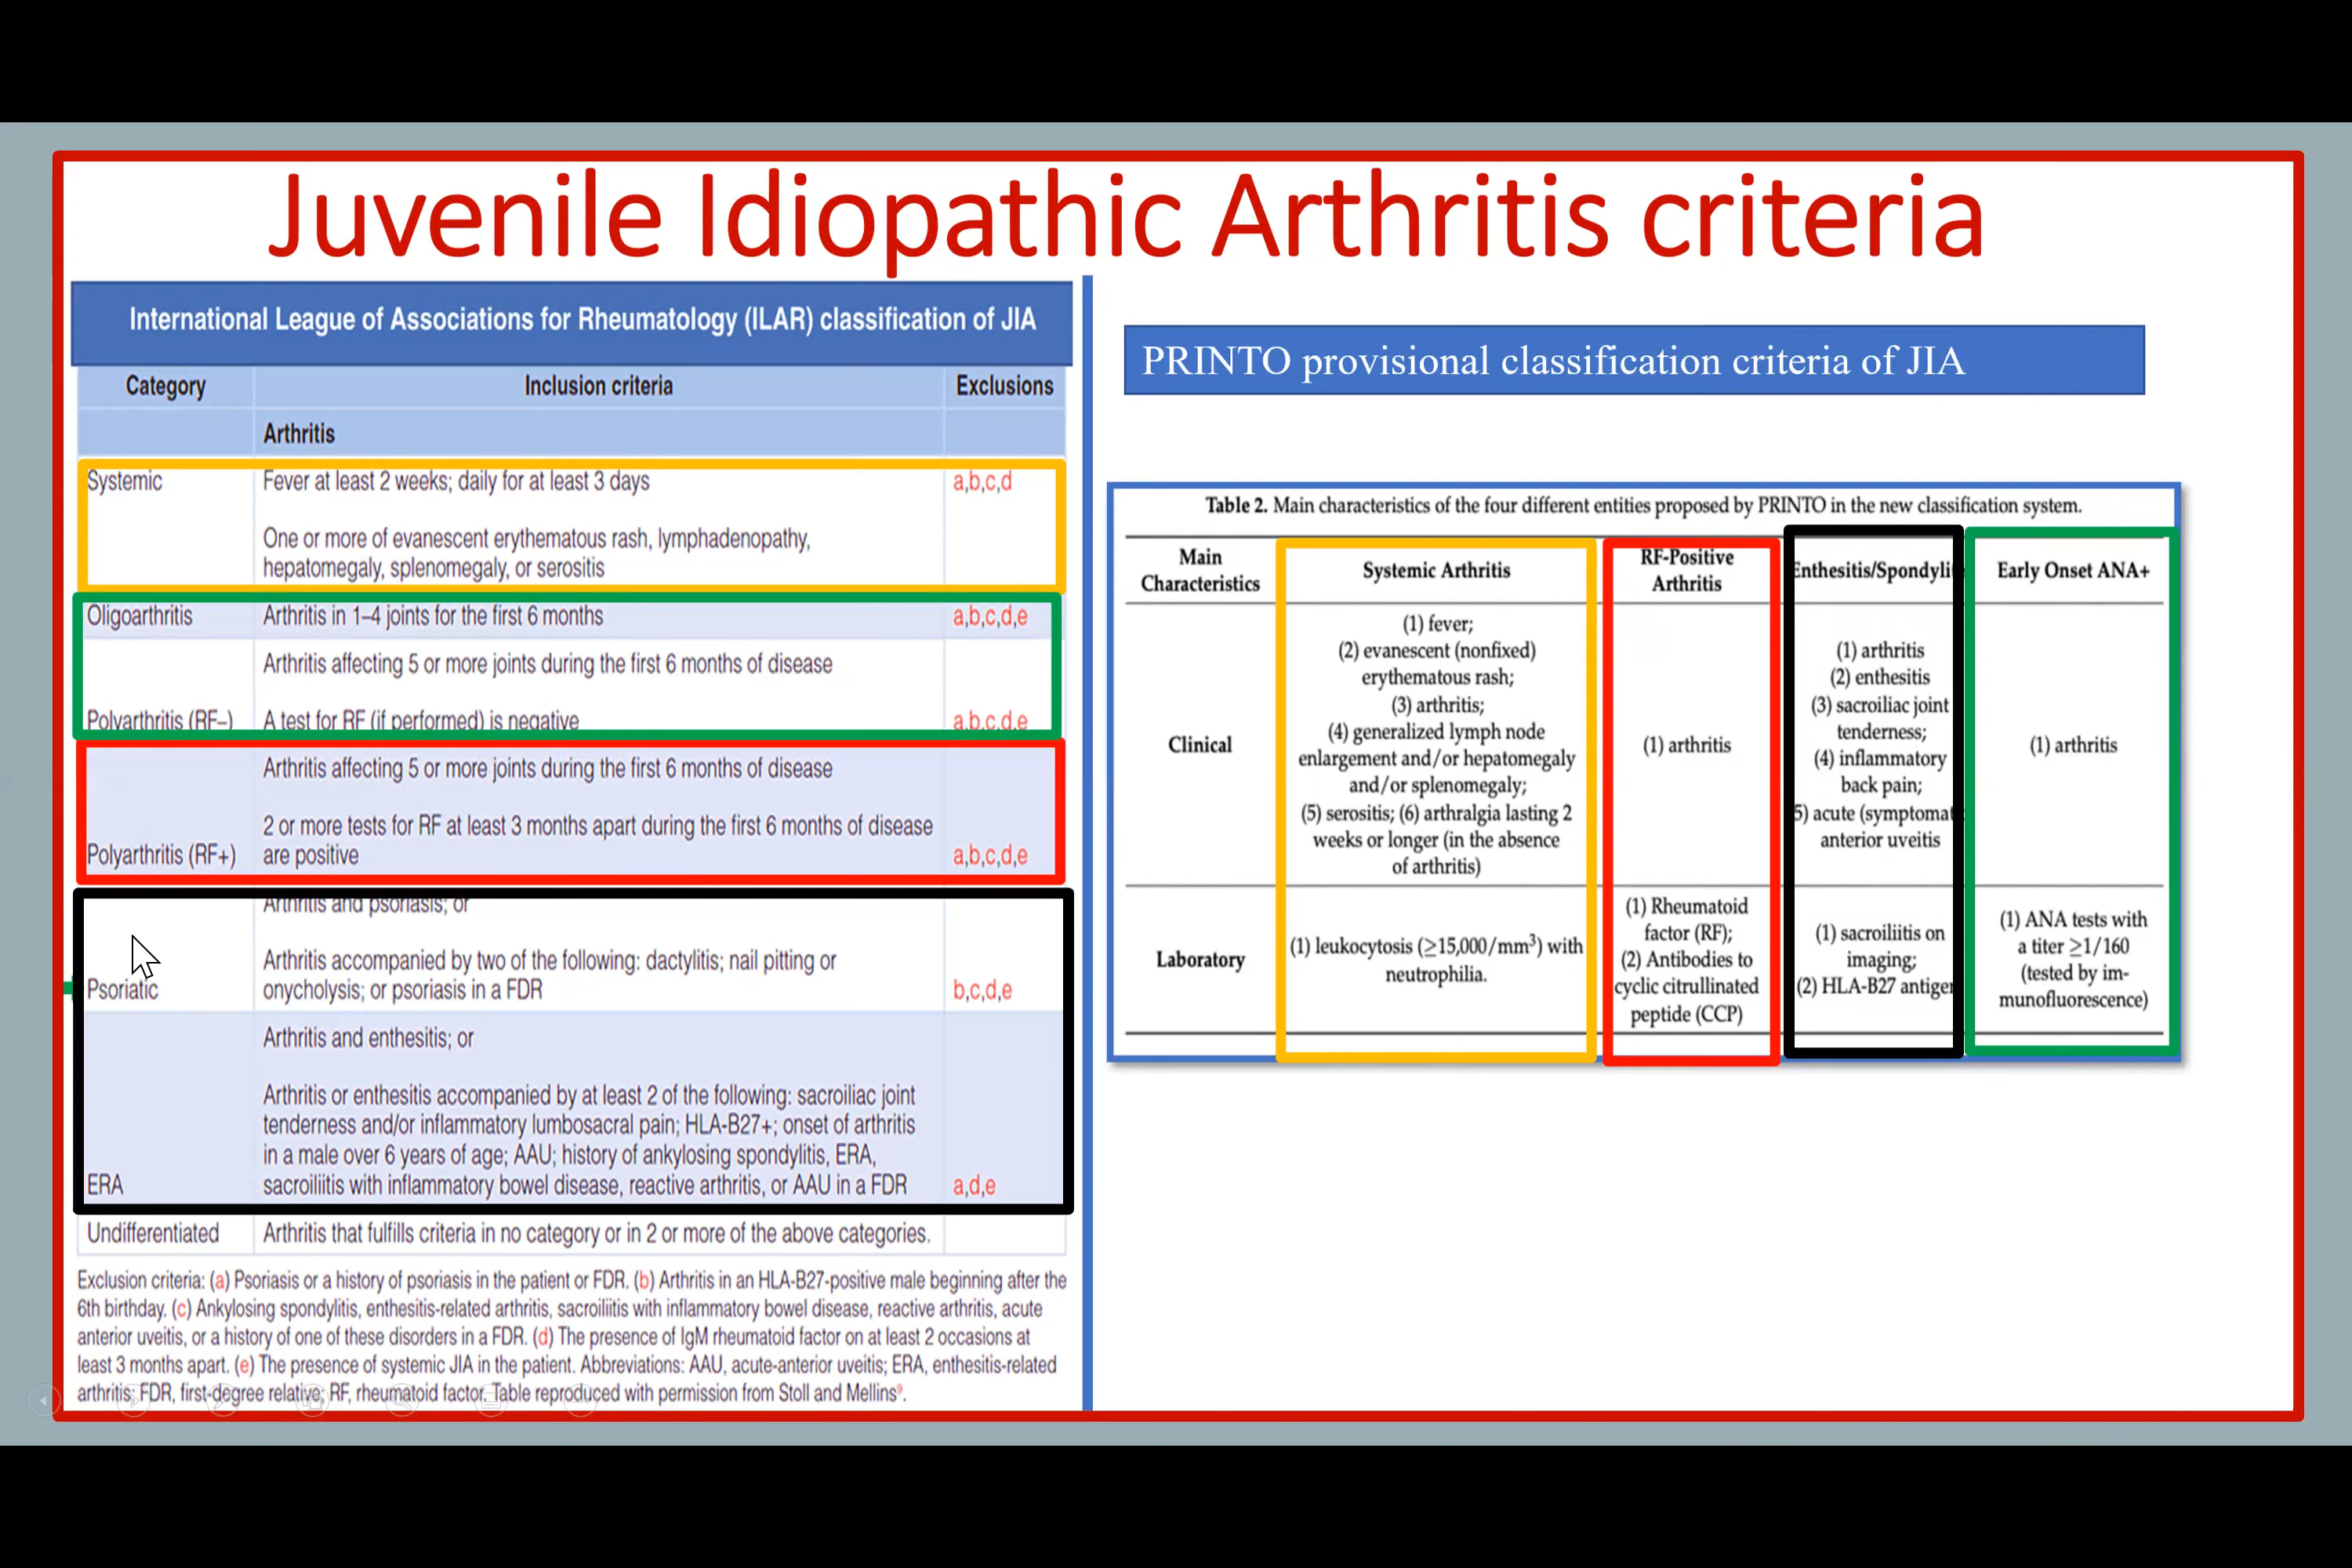 Juvenile Idiopathic Arthritis criteria
International League of Associations for Rheumatology (ILAR) classification of JIA
Category Inclusion criteria Exclusions
Arthritis
Systemic Fever at least 2 weeks; daily for at least 3 days a,b,c,d
One or more of evanescent erythematous rash, lymphadenopathy,
hepatomegaly, splenomegaly, or serositis
Oligoarthritis Arthritis in 1–4 joints for the first 6 months a,b,c,d,e
Arthritis affecting 5 or more joints during the first 6 months of disease
Polyarthritis (RF–) A test for RF (if performed) is negative a,b,c,d,e
Arthritis affecting 5 or more joints during the first 6 months of disease
2 or more tests for RF at least 3 months apart during the first 6 months of disease
Polyarthritis (RF+) are positive a,b,c,d,e
Arthritis and psoriasis; or
Arthritis accompanied by two of the following: dactylitis; nail pitting or
Psoriatic onycholysis; or psoriasis in a FDR b,c,d,e
Arthritis and enthesitis; or
Arthritis or enthesitis accompanied by at least 2 of the following: sacroiliac joint
tenderness and/or inflammatory lumbosacral pain; HLA-B27+; onset of arthritis
in a male over 6 years of age; AAU; history of ankylosing spondylitis, ERA,
ERA sacroiliitis with inflammatory bowel disease, reactive arthritis, or AAU in a FDR a,d,e
Undifferentiated Arthritis that fulfills criteria in no category or in 2 or more of the above categories.
Exclusion criteria: (a) Psoriasis or a history of psoriasis in the patient or FDR. (b) Arthritis in an HLA-B27-positive male beginning after the
6th birthday. (c) Ankylosing spondylitis, enthesitis-related arthritis, sacroiliitis with inflammatory bowel disease, reactive arthritis, acute
anterior uveitis, or a history of one of these disorders in a FDR. (d) The presence of IgM rheumatoid factor on at least 2 occasions at
least 3 months apart. (e) The presence of systemic JIA in the patient. Abbreviations: AAU, acute-anterior uveitis; ERA, enthesitis-related
arthritis; FDR, first-degree relative; RF, rheumatoid factor. Table reproduced with permission from Stoll and Mellins⁹.
PRINTO provisional classification criteria of JIA
Table 2. Main characteristics of the four different entities proposed by PRINTO in the new classification system.
Main
Characteristics
Systemic Arthritis
RF-Positive
Arthritis
Enthesitis/Spondyli
Early Onset ANA+
Clinical
(1) fever;
(2) evanescent (nonfixed)
erythematous rash;
(3) arthritis;
(4) generalized lymph node
enlargement and/or hepatomegaly
and/or splenomegaly;
(5) serositis; (6) arthralgia lasting 2
weeks or longer (in the absence
of arthritis)
(1) arthritis
(1) arthritis
(2) enthesitis
(3) sacroiliac joint
tenderness;
(4) inflammatory
back pain;
5) acute (symptomat
anterior uveitis
(1) arthritis
Laboratory
(1) leukocytosis (≥15,000/mm³) with
neutrophilia.
(1) Rheumatoid
factor (RF);
(2) Antibodies to
cyclic citrullinated
peptide (CCP)
(1) sacroiliitis on
imaging;
(2) HLA-B27 antigen
(1) ANA tests with
a titer ≥1/160
(tested by im-
munofluorescence)